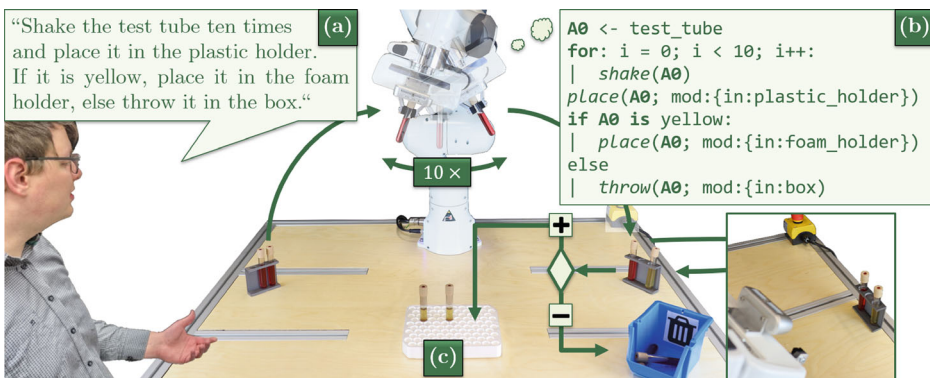 “Shake the test tube ten times
and place it in the plastic holder.
If it is yellow, place it in the foam
holder, else throw it in the box.“
(a)
10 ×
A0 <- test_tube
for: i = 0; i < 10; i++:
| shake(A0)
place(A0; mod:{in:plastic_holder})
if A0 is yellow:
| place(A0; mod:{in:foam_holder})
else
| throw(A0; mod:{in:box)
(b)
+
−
(c)